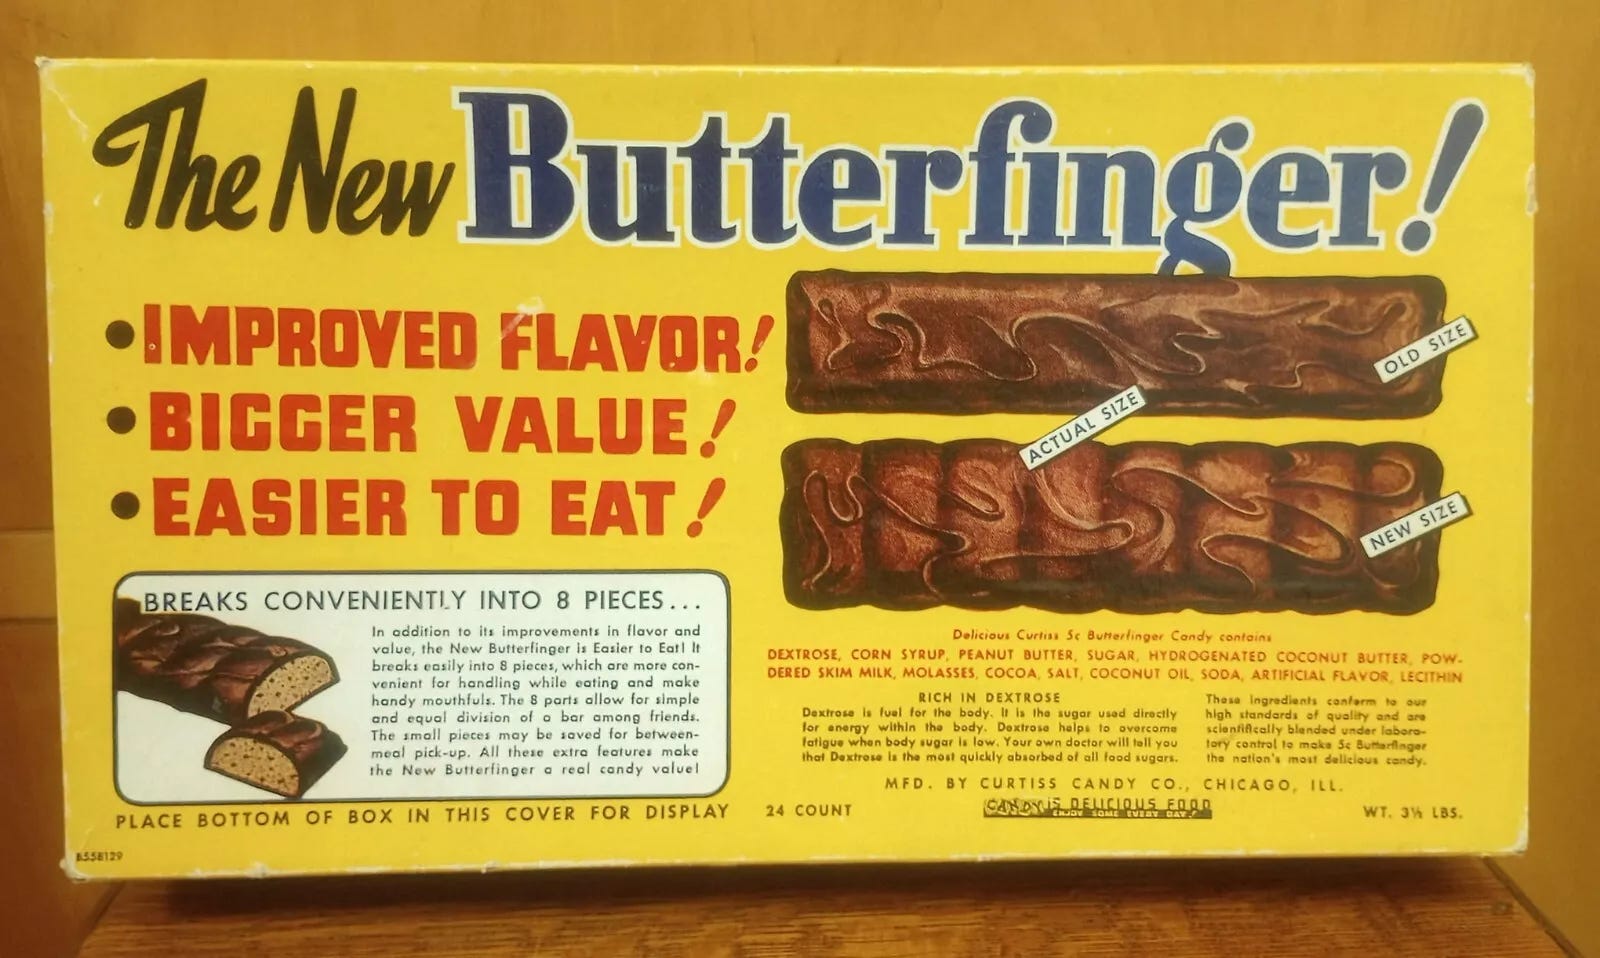 The New Butterfinger!
• IMPROVED FLAVOR!
• BIGGER VALUE!
• EASIER TO EAT!
OLD SIZE
ACTUAL SIZE
NEW SIZE
BREAKS CONVENIENTLY INTO 8 PIECES...
In addition to its improvements in flavor and
value, the New Butterfinger is Easier to Eat! It
breaks easily into 8 pieces, which are more con-
venient for handling while eating and make
handy mouthfuls. The 8 parts allow for simple
and equal division of a bar among friends.
The small pieces may be saved for between-
meal pick-up. All these extra features make
the New Butterfinger a real candy value!
PLACE BOTTOM OF BOX IN THIS COVER FOR DISPLAY
Delicious Curtiss 5c Butterfinger Candy contains
DEXTROSE, CORN SYRUP, PEANUT BUTTER, SUGAR, HYDROGENATED COCONUT BUTTER, POW-
DERED SKIM MILK, MOLASSES, COCOA, SALT, COCONUT OIL, SODA, ARTIFICIAL FLAVOR, LECITHIN
RICH IN DEXTROSE
Dextrose is fuel for the body. It is the sugar used directly
for energy within the body. Dextrose helps to overcome
fatigue when body sugar is low. Your own doctor will tell you
that Dextrose is the most quickly absorbed of all food sugars.
These ingredients conform to our
high standards of quality and are
scientifically blended under labora-
tory control to make 5c Butterfinger
the nation's most delicious candy.
MFD. BY CURTISS CANDY CO., CHICAGO, ILL.
24 COUNT
CANDY IS DELICIOUS FOOD
ENJOY SOME EVERY DAY!
WT. 3½ LBS.
B55B129